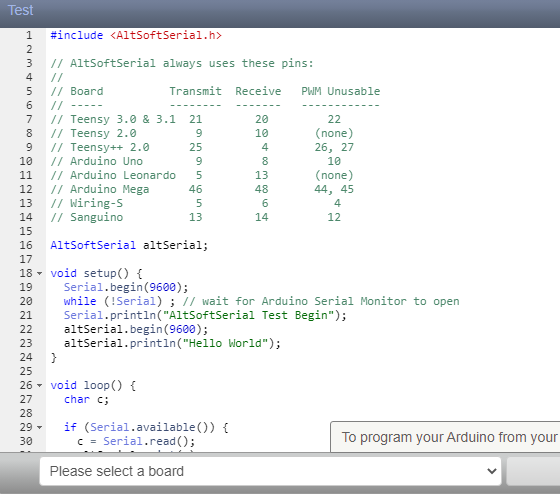 Test
1 #include <AltSoftSerial.h>
2
3 // AltSoftSerial always uses these pins:
4 //
5 // Board          Transmit  Receive   PWM Unusable
6 // -----          --------  -------   ------------
7 // Teensy 3.0 & 3.1  21        20         22
8 // Teensy 2.0         9        10       (none)
9 // Teensy++ 2.0      25         4       26, 27
10 // Arduino Uno        9         8         10
11 // Arduino Leonardo   5        13       (none)
12 // Arduino Mega      46        48       44, 45
13 // Wiring-S           5         6          4
14 // Sanguino          13        14         12
15
16 AltSoftSerial altSerial;
17
18 void setup() {
19   Serial.begin(9600);
20   while (!Serial) ; // wait for Arduino Serial Monitor to open
21   Serial.println("AltSoftSerial Test Begin");
22   altSerial.begin(9600);
23   altSerial.println("Hello World");
24 }
25
26 void loop() {
27   char c;
28
29   if (Serial.available()) {
30     c = Serial.read();
To program your Arduino from your
Please select a board